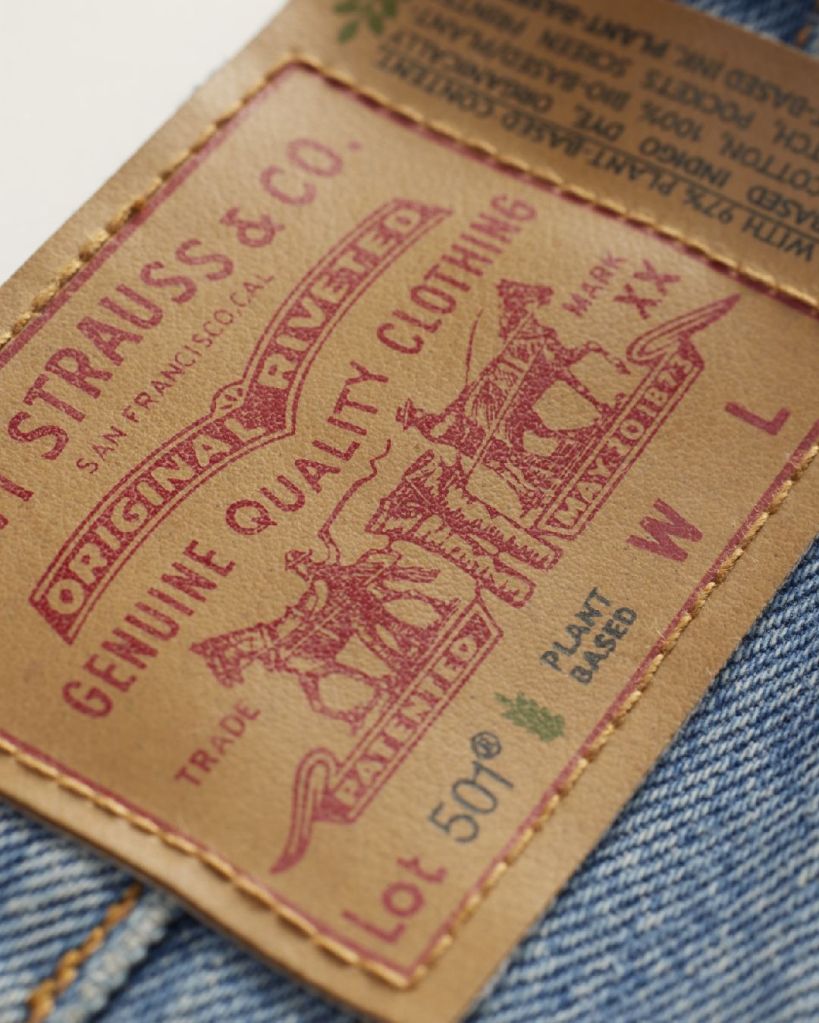 STRAUSS & CO.
SAN FRANCISCO, CAL
ORIGINAL RIVETED
GENUINE QUALITY CLOTHING
TRADE MARK
XX
PATENTED MAY 20 1873
Lot 501® PLANT
BASED
W L
WITH 97% PLANT-BASED CONTENT:
BASED INDIGO DYE, ORGANICALLY
COTTON, 100% BIO-BASED/PLANT-
POCKETS SCREEN
-BASED INK. PLANT-BASED